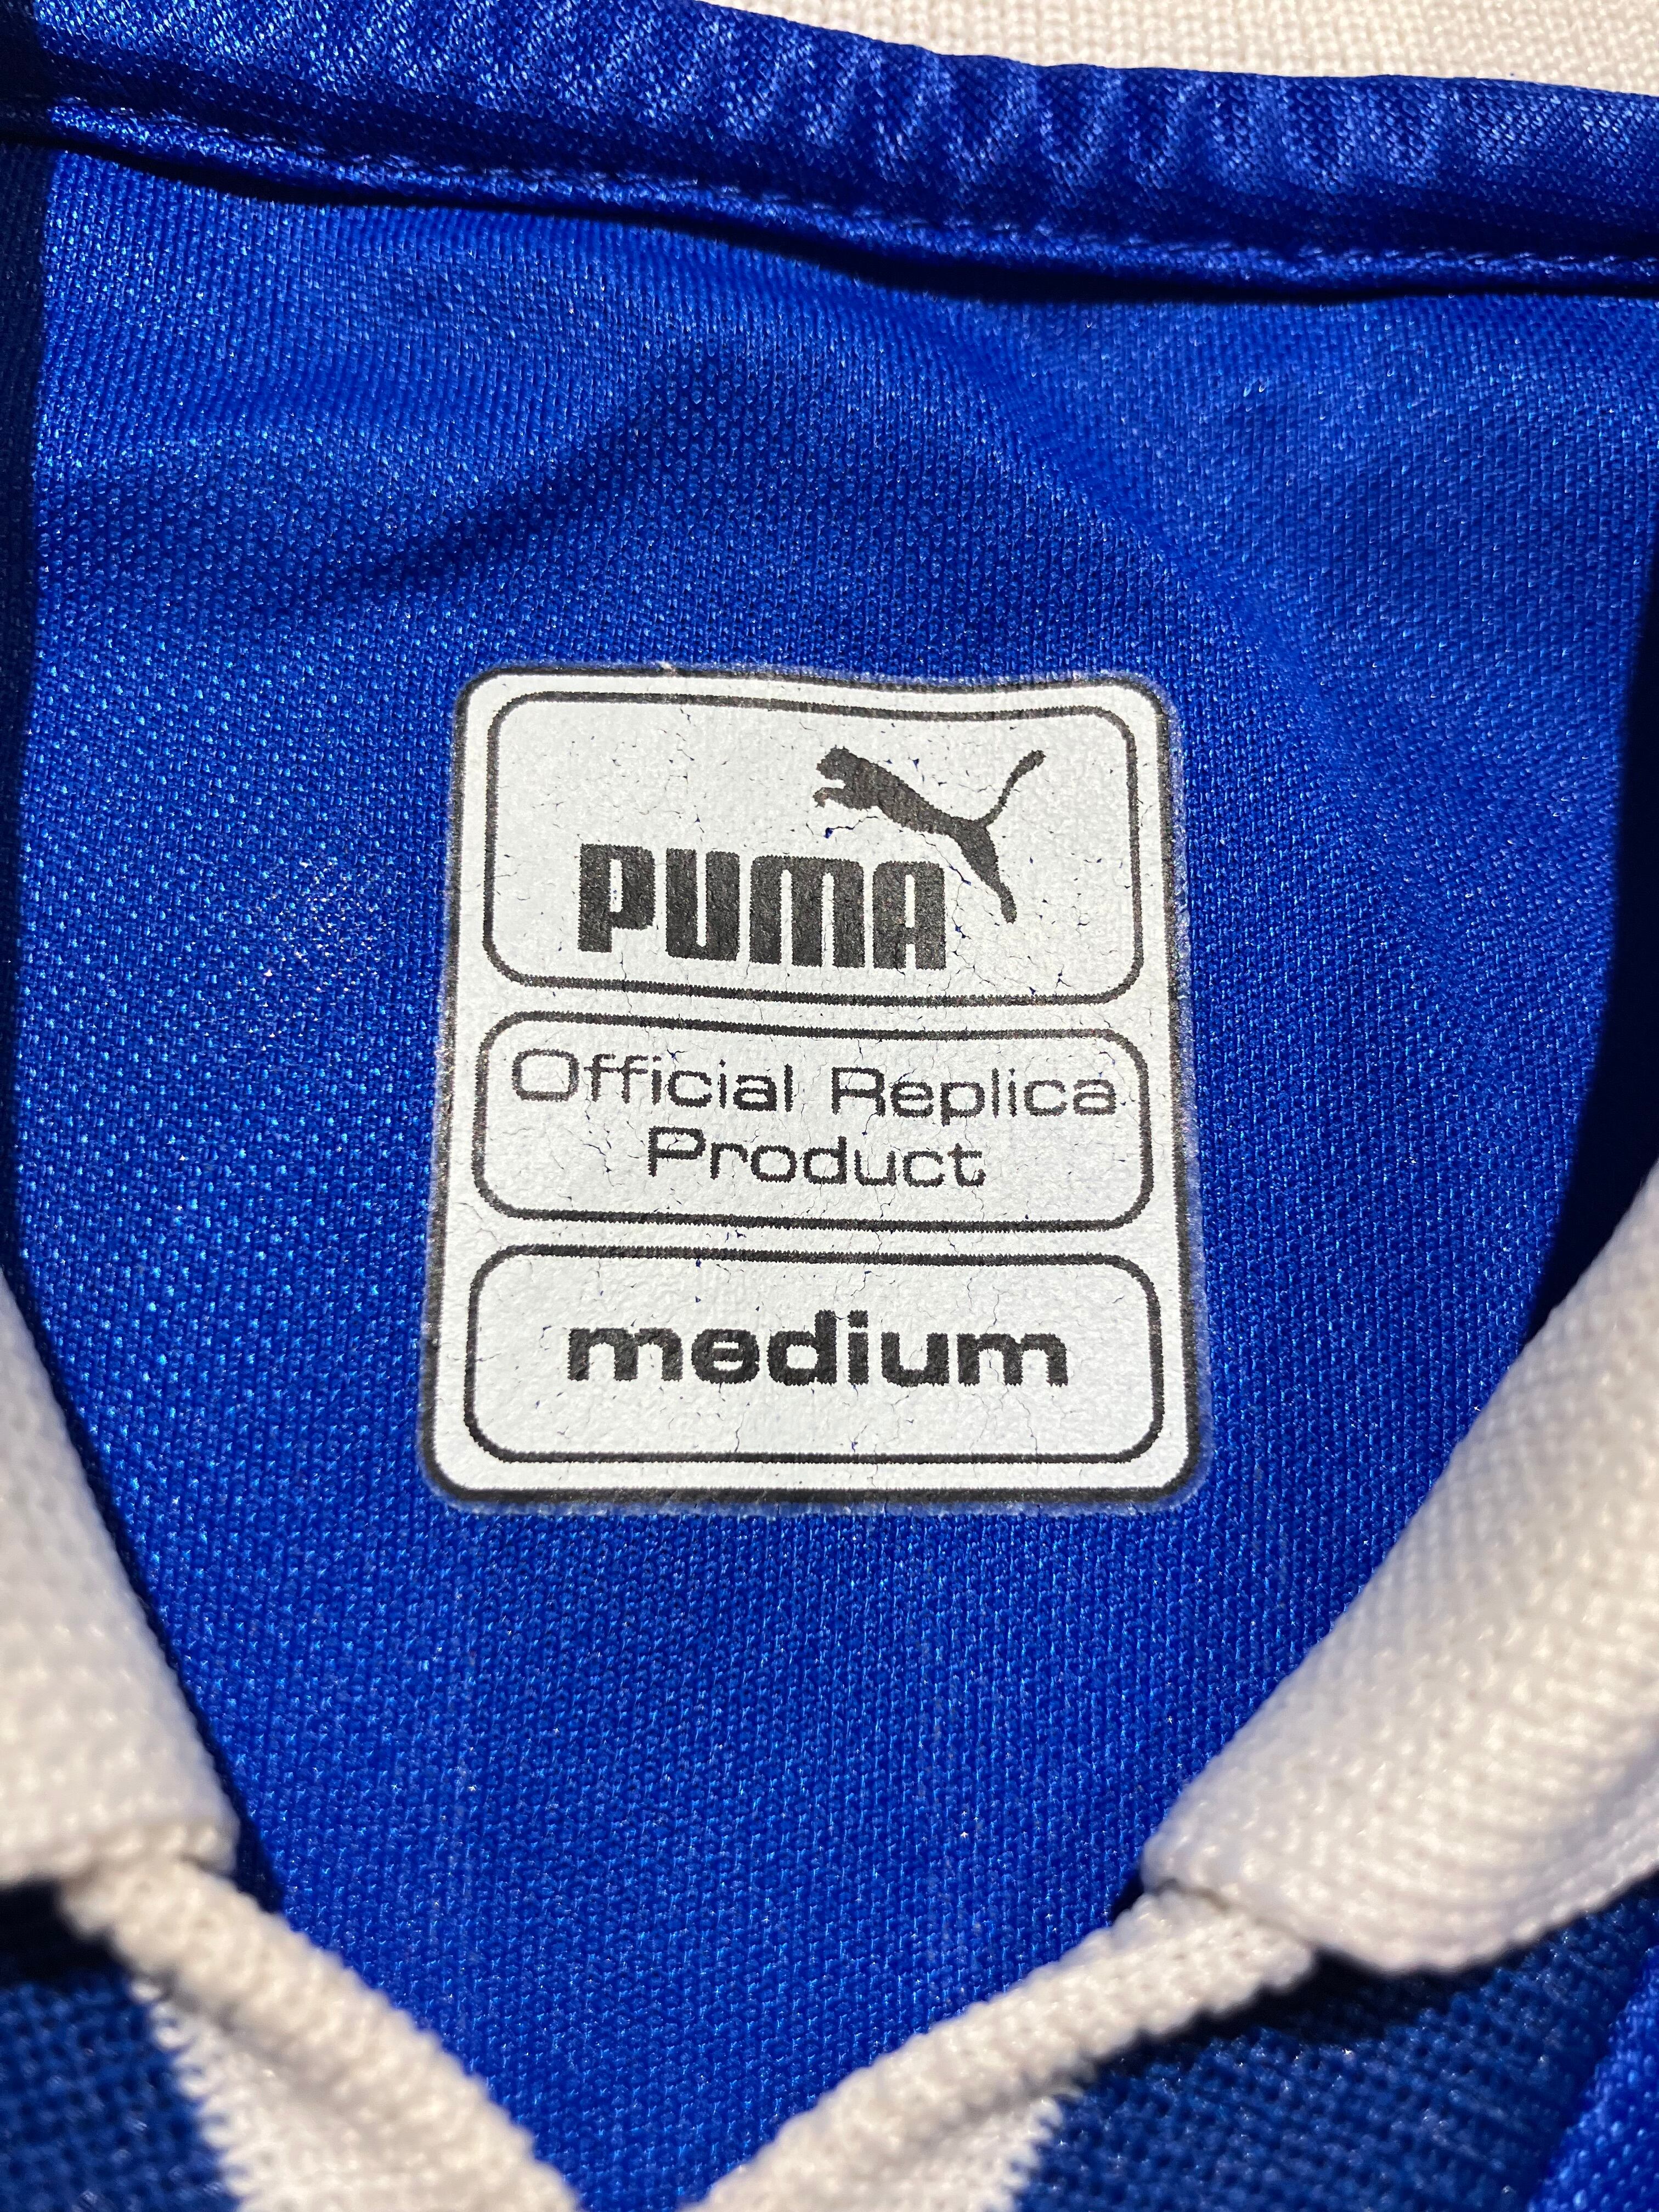 PUMA
Official Replica
Product
medium